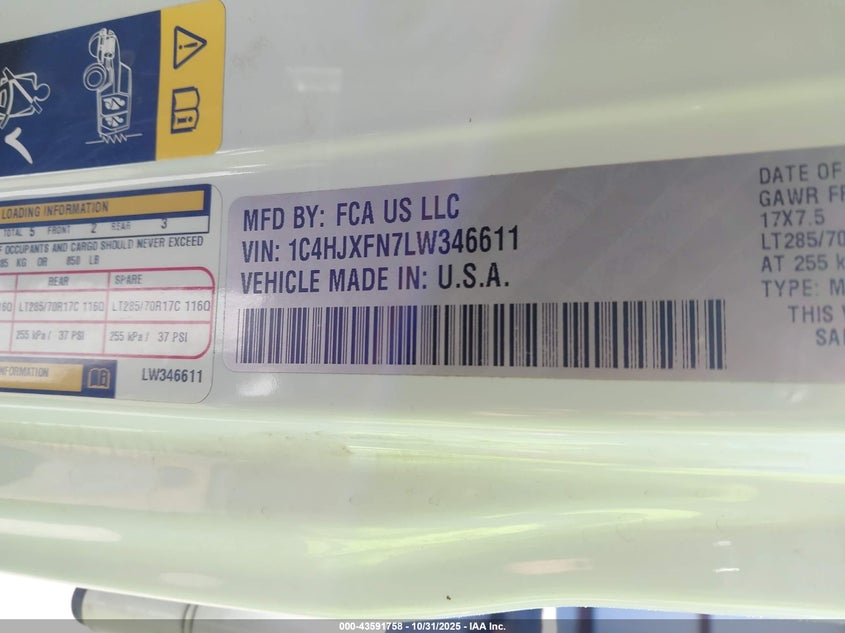 LOADING INFORMATION
TOTAL 5 FRONT 2 REAR 3
OF OCCUPANTS AND CARGO SHOULD NEVER EXCEED
85 KG OR 850 LB
REAR SPARE
16Q LT285/70R17C 116Q LT285/70R17C 116Q
255 kPa / 37 PSI 255 kPa / 37 PSI
NFORMATION
LW346611
MFD BY: FCA US LLC
VIN: 1C4HJXFN7LW346611
VEHICLE MADE IN: U.S.A.
DATE OF
GAWR FR
17X7.5
LT285/70
AT 255 k
TYPE: M
THIS V
SA
000-43591758 - 10/31/2025 - IAA Inc.